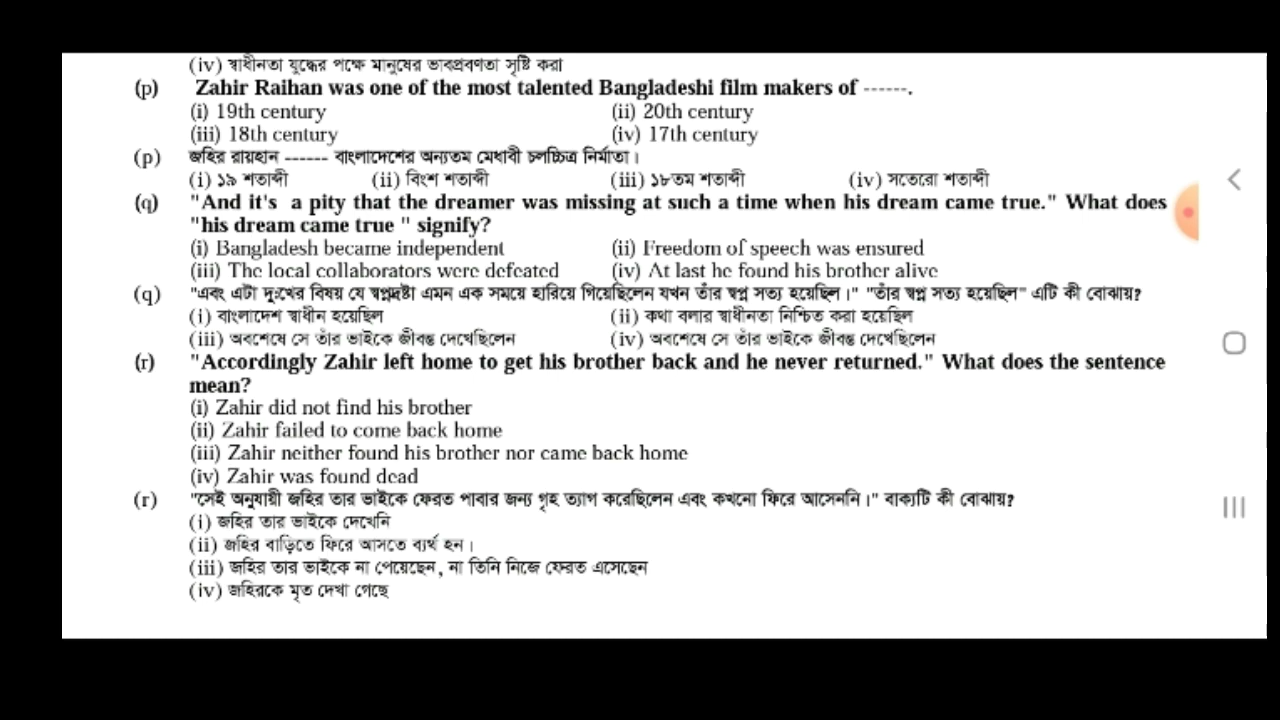 (iv) স্বাধীনতা যুদ্ধের পক্ষে মানুষের ভাবপ্রবণতা সৃষ্টি করা
(p) Zahir Raihan was one of the most talented Bangladeshi film makers of ------.
(i) 19th century (ii) 20th century
(iii) 18th century (iv) 17th century
(p) জহির রায়হান ------ বাংলাদেশের অন্যতম মেধাবী চলচ্চিত্র নির্মাতা।
(i) ১৯ শতাব্দী (ii) বিংশ শতাব্দী (iii) ১৮তম শতাব্দী (iv) সতেরো শতাব্দী
(q) "And it's a pity that the dreamer was missing at such a time when his dream came true." What does
"his dream came true " signify?
(i) Bangladesh became independent (ii) Freedom of speech was ensured
(iii) The local collaborators were defeated (iv) At last he found his brother alive
(q) "এবং এটা দুঃখের বিষয় যে স্বপ্নদ্রষ্টা এমন এক সময়ে হারিয়ে গিয়েছিলেন যখন তাঁর স্বপ্ন সত্য হয়েছিল।" "তাঁর স্বপ্ন সত্য হয়েছিল" এটি কী বোঝায়?
(i) বাংলাদেশ স্বাধীন হয়েছিল (ii) কথা বলার স্বাধীনতা নিশ্চিত করা হয়েছিল
(iii) অবশেষে সে তাঁর ভাইকে জীবন্ত দেখেছিলেন (iv) অবশেষে সে তাঁর ভাইকে জীবন্ত দেখেছিলেন
(r) "Accordingly Zahir left home to get his brother back and he never returned." What does the sentence
mean?
(i) Zahir did not find his brother
(ii) Zahir failed to come back home
(iii) Zahir neither found his brother nor came back home
(iv) Zahir was found dead
(r) "সেই অনুযায়ী জহির তার ভাইকে ফেরত পাবার জন্য গৃহ ত্যাগ করেছিলেন এবং কখনো ফিরে আসেননি।" বাক্যটি কী বোঝায়?
(i) জহির তার ভাইকে দেখেনি
(ii) জহির বাড়িতে ফিরে আসতে ব্যর্থ হন।
(iii) জহির তার ভাইকে না পেয়েছেন, না তিনি নিজে ফেরত এসেছেন
(iv) জহিরকে মৃত দেখা গেছে